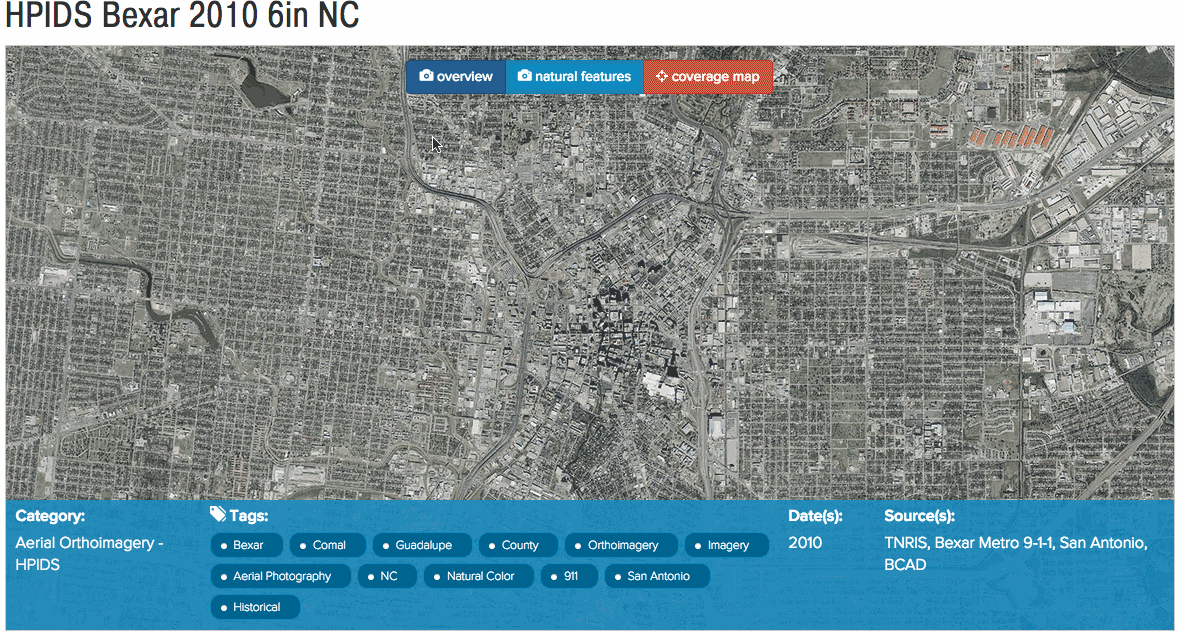 HPIDS Bexar 2010 6in NC
overview natural features coverage map
Category: Tags: Date(s): Source(s):
Aerial Orthoimagery - HPIDS
Bexar Comal Guadalupe County Orthoimagery Imagery
Aerial Photography NC Natural Color 911 San Antonio
Historical
2010
TNRIS, Bexar Metro 9-1-1, San Antonio,
BCAD